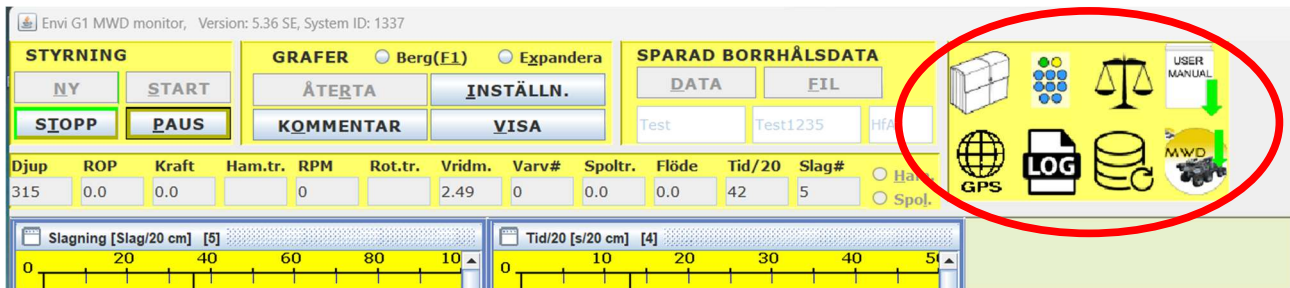 Envi G1 MWD monitor, Version: 5.36 SE, System ID: 1337
STYRNING
NY START
STOPP PAUS
GRAFER Berg(F1) Expandera
ÅTERTA INSTÄLLN.
KOMMENTAR VISA
SPARAD BORRHÅLSDATA
DATA FIL
Test Test1235 HfA
USER
MANUAL
GPS LOG MWD
Djup ROP Kraft Ham.tr. RPM Rot.tr. Vridm. Varv# Spoltr. Flöde Tid/20 Slag#
315 0.0 0.0 0 2.49 0 0.0 0.0 42 5
Ham.
Spol.
Slagning [Slag/20 cm] [5]
0 20 40 60 80 10
Tid/20 [s/20 cm] [4]
0 10 20 30 40 50